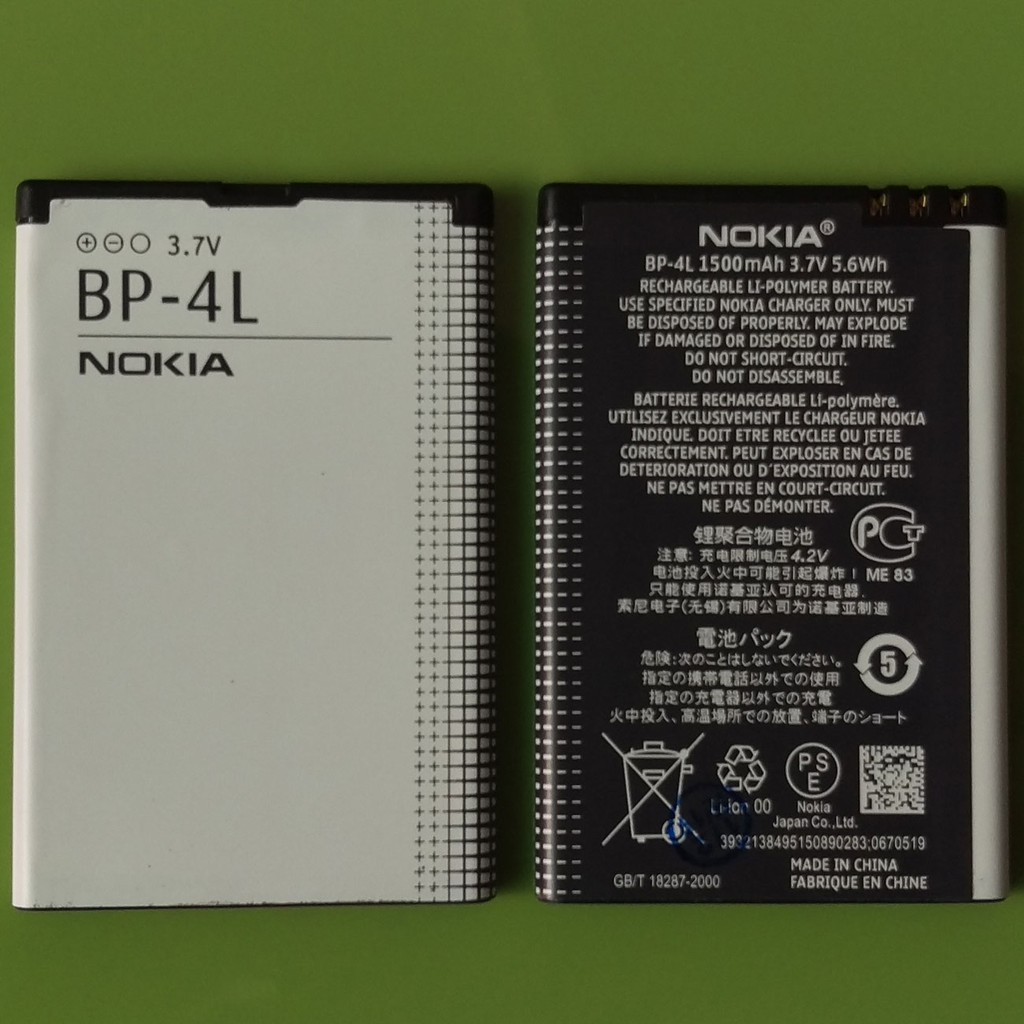 3.7V
BP-4L
NOKIA
NOKIA®
BP-4L 1500mAh 3.7V 5.6Wh
RECHARGEABLE LI-POLYMER BATTERY.
USE SPECIFIED NOKIA CHARGER ONLY. MUST
BE DISPOSED OF PROPERLY. MAY EXPLODE
IF DAMAGED OR DISPOSED OF IN FIRE.
DO NOT SHORT-CIRCUIT.
DO NOT DISASSEMBLE,
BATTERIE RECHARGEABLE Li-polymère.
UTILISEZ EXCLUSIVEMENT LE CHARGEUR NOKIA
INDIQUE. DOIT ETRE RECYCLEE OU JETEE
CORRECTEMENT. PEUT EXPLOSER EN CAS DE
DETERIORATION OU D´EXPOSITION AU FEU.
NE PAS METTRE EN COURT-CIRCUIT.
NE PAS DÉMONTER.
锂聚合物电池
注意: 充电限制电压4.2V
电池投入火中可能引起爆炸！
只能使用诺基亚认可的充电器.
索尼电子(无锡)有限公司为诺基亚制造
PCT
ME 83
電池パック
危険:次のことはしないでください。
指定の携帯電話以外での使用
指定の充電器以外での充電
火中投入、高温場所での放置、端子のショート
5
Li-Ion 00
PSE
Nokia
Japan Co.,Ltd.
3932138495150890283;0670519
GB/T 18287-2000
MADE IN CHINA
FABRIQUE EN CHINE